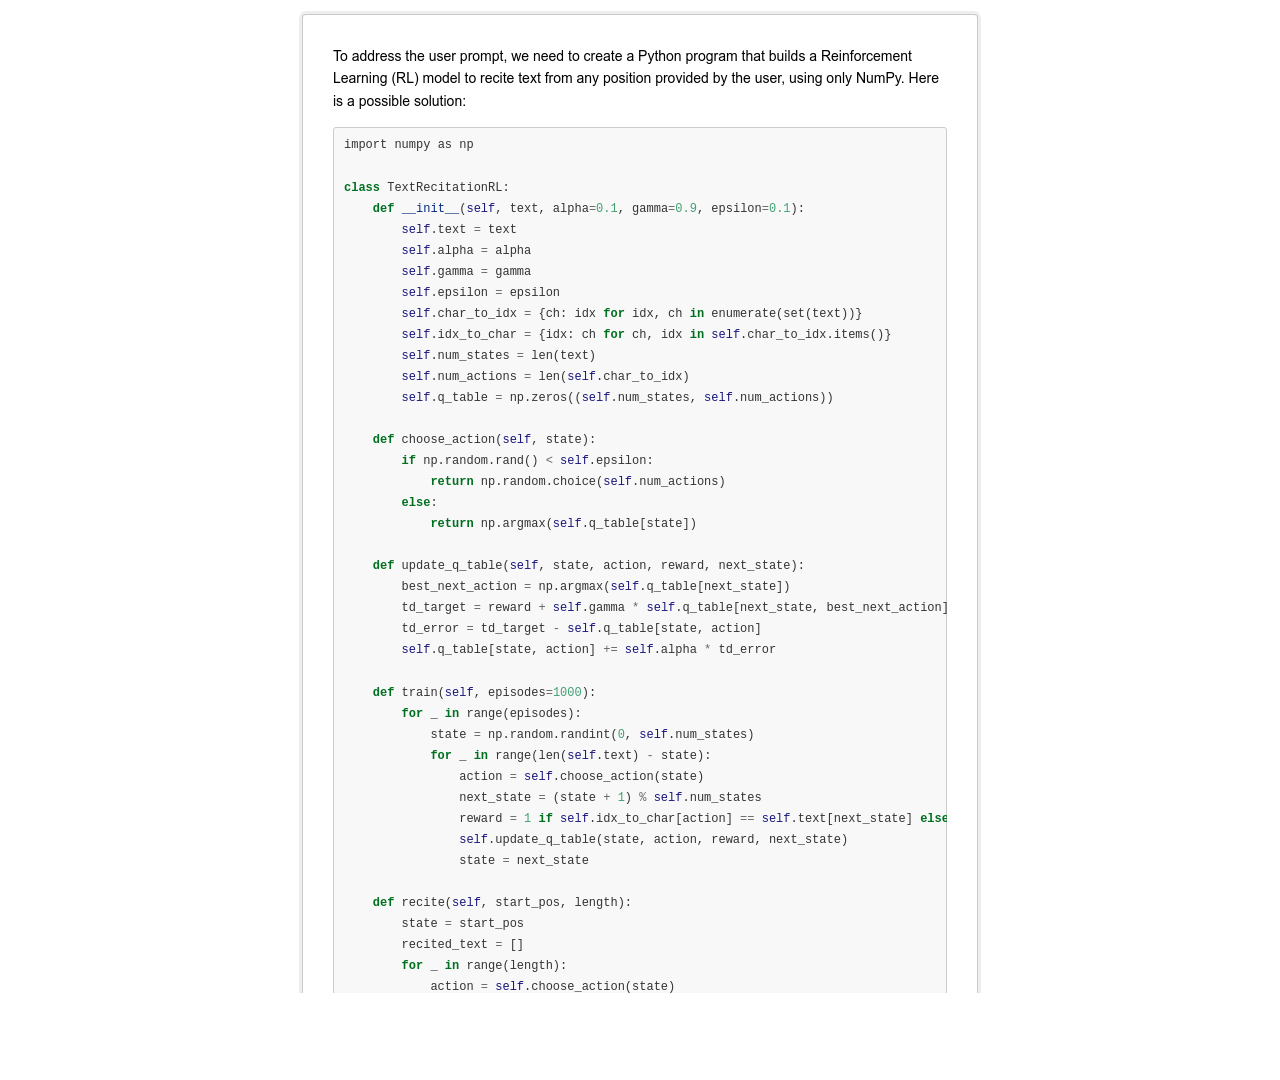 To address the user prompt, we need to create a Python program that builds a Reinforcement
Learning (RL) model to recite text from any position provided by the user, using only NumPy. Here
is a possible solution:
import numpy as np
class TextRecitationRL:
    def __init__(self, text, alpha=0.1, gamma=0.9, epsilon=0.1):
        self.text = text
        self.alpha = alpha
        self.gamma = gamma
        self.epsilon = epsilon
        self.char_to_idx = {ch: idx for idx, ch in enumerate(set(text))}
        self.idx_to_char = {idx: ch for ch, idx in self.char_to_idx.items()}
        self.num_states = len(text)
        self.num_actions = len(self.char_to_idx)
        self.q_table = np.zeros((self.num_states, self.num_actions))
    def choose_action(self, state):
        if np.random.rand() < self.epsilon:
            return np.random.choice(self.num_actions)
        else:
            return np.argmax(self.q_table[state])
    def update_q_table(self, state, action, reward, next_state):
        best_next_action = np.argmax(self.q_table[next_state])
        td_target = reward + self.gamma * self.q_table[next_state, best_next_action]
        td_error = td_target - self.q_table[state, action]
        self.q_table[state, action] += self.alpha * td_error
    def train(self, episodes=1000):
        for _ in range(episodes):
            state = np.random.randint(0, self.num_states)
            for _ in range(len(self.text) - state):
                action = self.choose_action(state)
                next_state = (state + 1) % self.num_states
                reward = 1 if self.idx_to_char[action] == self.text[next_state] else
                self.update_q_table(state, action, reward, next_state)
                state = next_state
    def recite(self, start_pos, length):
        state = start_pos
        recited_text = []
        for _ in range(length):
            action = self.choose_action(state)